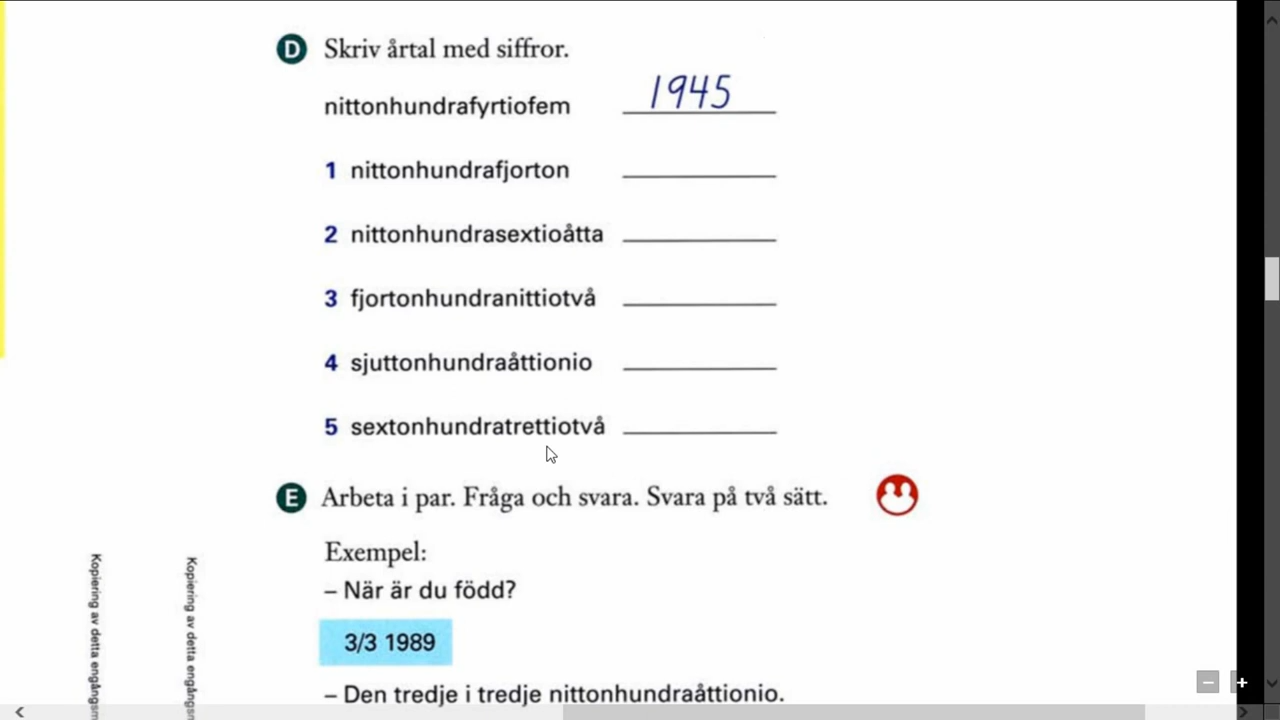 D Skriv årtal med siffror.
nittonhundrafyrtiofem 1945
1 nittonhundrafjorton
2 nittonhundrasextioåtta
3 fjortonhundranittiotvå
4 sjuttonhundraåttionio
5 sextonhundratrettiotvå
E Arbeta i par. Fråga och svara. Svara på två sätt.
Exempel:
– När är du född?
3/3 1989
– Den tredje i tredje nittonhundraåttionio.
Kopiering av detta engångsm
Kopiering av detta engångsm